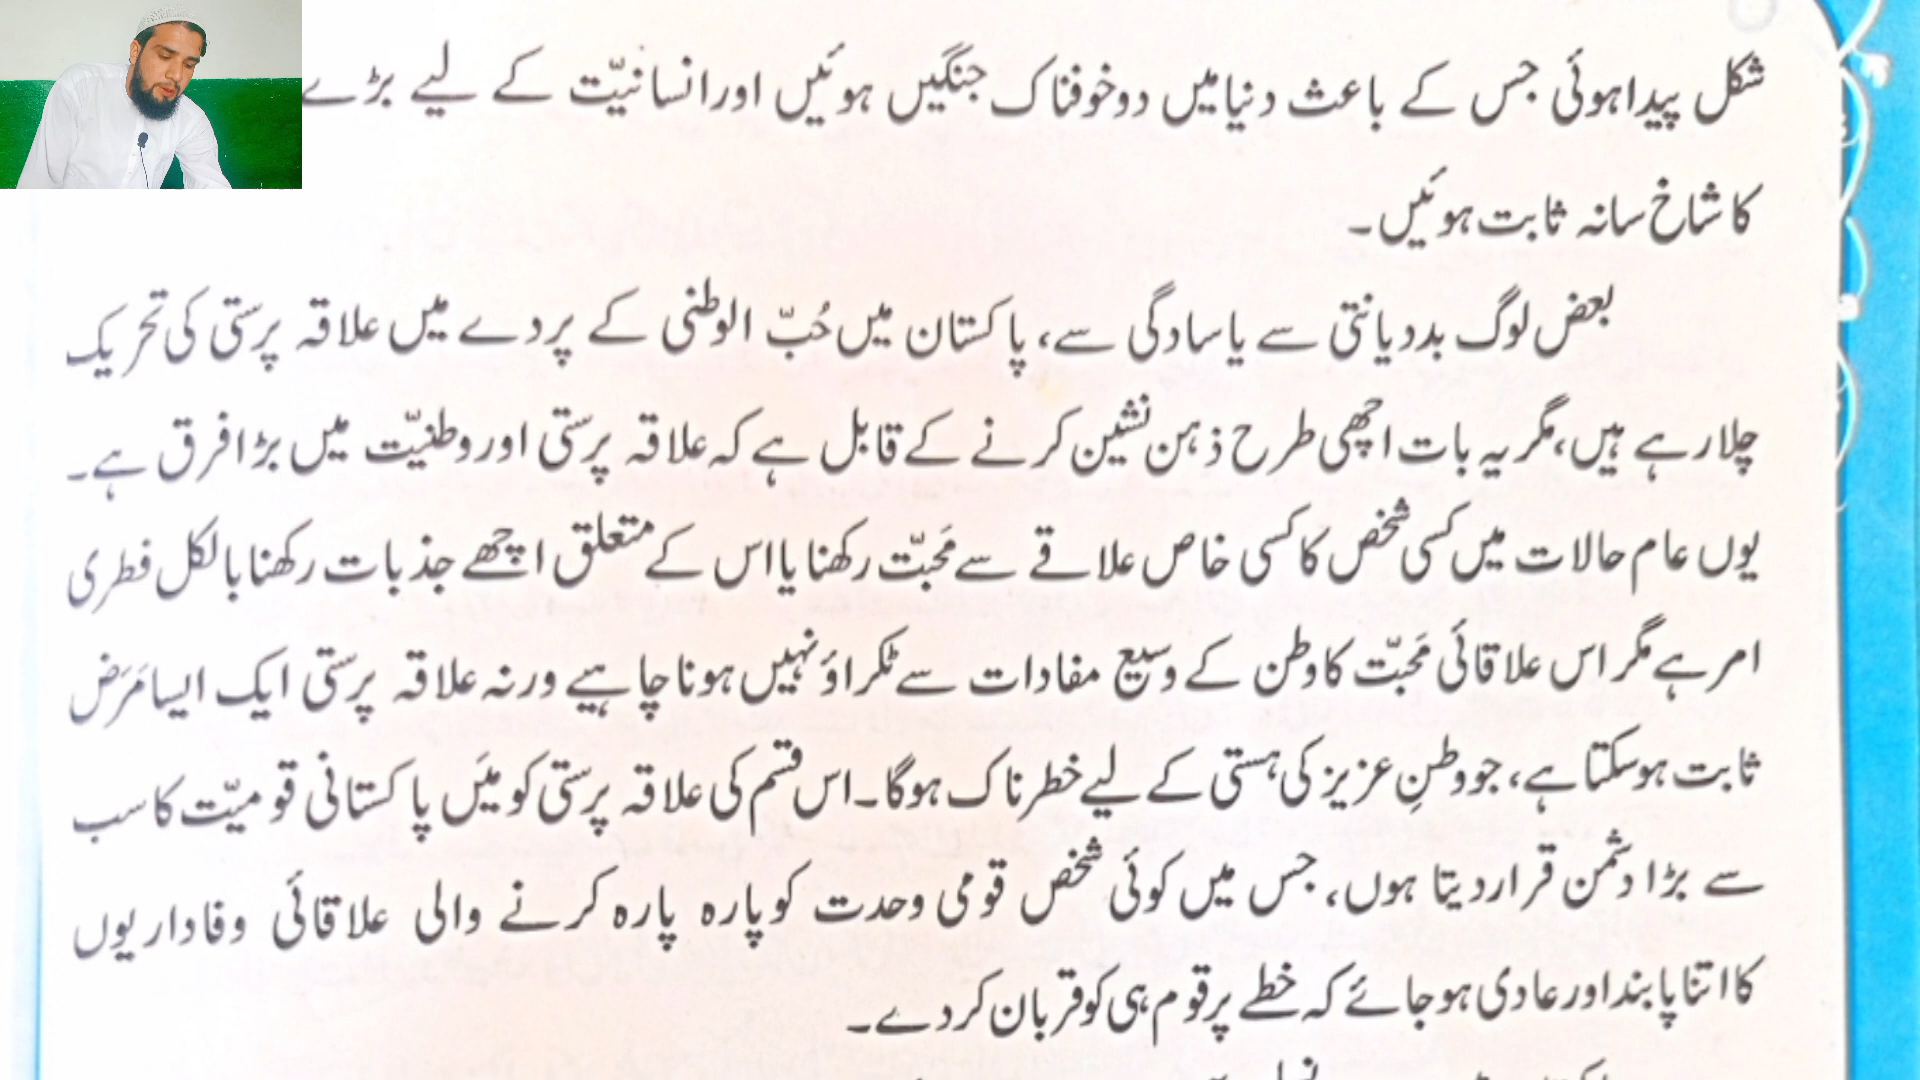 شکل پیدا ہوئی جس کے باعث دنیا میں دو خوفناک جنگیں ہوئیں اور انسانیّت کے لیے بڑے
کا شاخسانہ ثابت ہوئیں۔
بعض لوگ بددیانتی سے یا سادگی سے، پاکستان میں حُبّ الوطنی کے پردے میں علاقہ پرستی کی تحریک
چلا رہے ہیں، مگر یہ بات اچھی طرح ذہن نشین کرنے کے قابل ہے کہ علاقہ پرستی اور وطنیّت میں بڑا فرق ہے۔
یوں عام حالات میں کسی شخص کا کسی خاص علاقے سے مَحبّت رکھنا یا اس کے متعلق اچھے جذبات رکھنا بالکل فطری
امر ہے مگر اس علاقائی مَحبّت کا وطن کے وسیع مفادات سے ٹکراؤ نہیں ہونا چاہیے ورنہ علاقہ پرستی ایک ایسا مَرَض
ثابت ہو سکتا ہے، جو وطنِ عزیز کی ہستی کے لیے خطرناک ہوگا۔ اس قسم کی علاقہ پرستی کو میَں پاکستانی قومیّت کا سب
سے بڑا دشمن قرار دیتا ہوں، جس میں کوئی شخص قومی وحدت کو پارہ پارہ کرنے والی علاقائی وفاداریوں
کا اتنا پابند اور عادی ہو جائے کہ خطے پر قوم ہی کو قربان کر دے۔